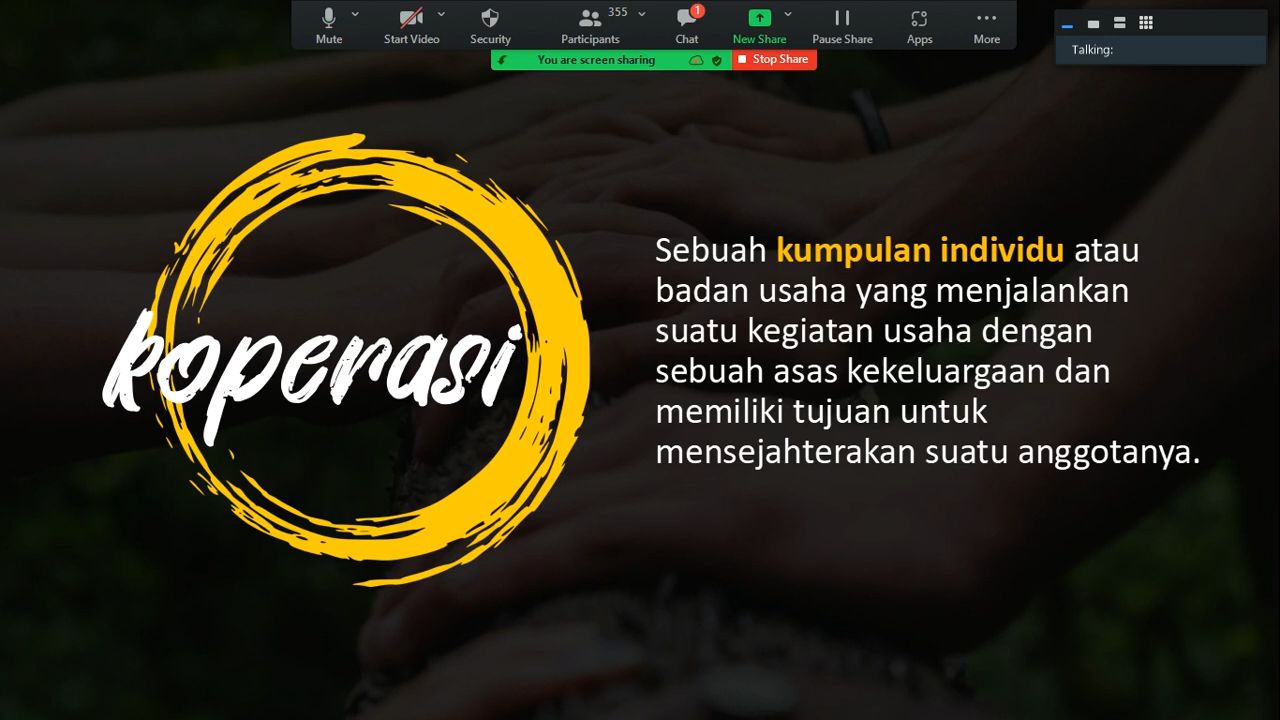 355
1
Mute
Start Video
Security
Participants
Chat
New Share
Pause Share
Apps
More
Talking:
You are screen sharing
Stop Share
koperasi
Sebuah kumpulan individu atau
badan usaha yang menjalankan
suatu kegiatan usaha dengan
sebuah asas kekeluargaan dan
memiliki tujuan untuk
mensejahterakan suatu anggotanya.